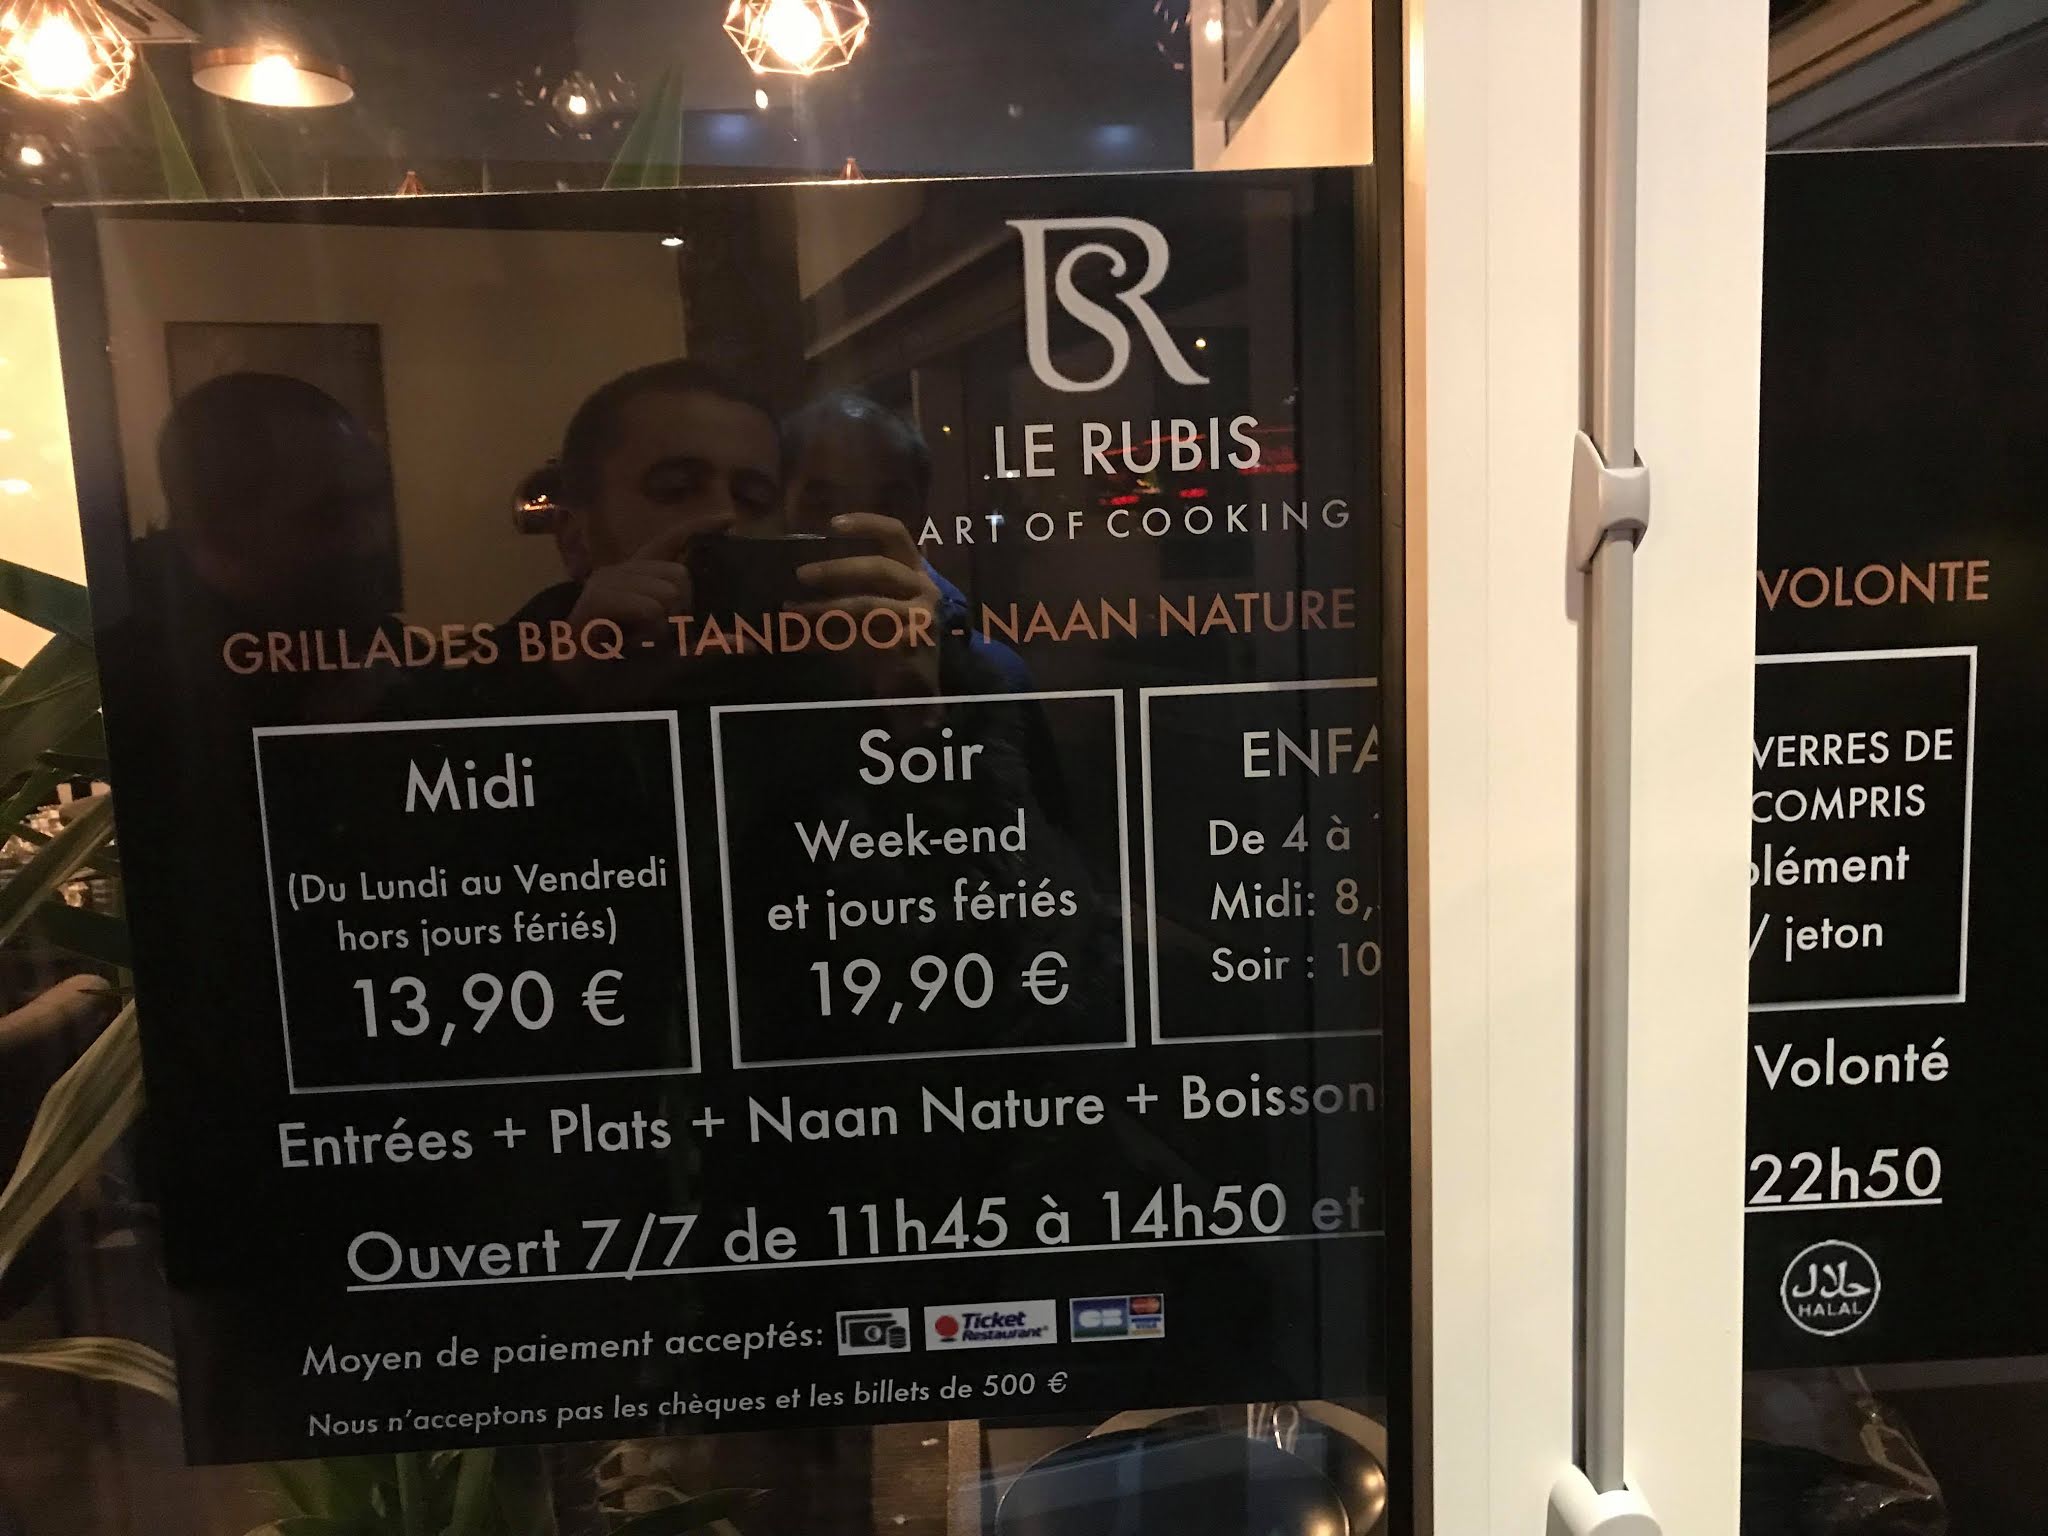 LE RUBIS
ART OF COOKING
GRILLADES BBQ - TANDOOR - NAAN NATURE
VOLONTE
Midi
(Du Lundi au Vendredi
hors jours fériés)
13,90 €
Soir
Week-end
et jours fériés
19,90 €
ENFA
De 4 à
Midi: 8,
Soir : 10
VERRES DE
COMPRIS
plément
/ jeton
Entrées + Plats + Naan Nature + Boisson
Volonté
Ouvert 7/7 de 11h45 à 14h50 et
22h50
Moyen de paiement acceptés:
Ticket
Restaurant
CB
Nous n'acceptons pas les chèques et les billets de 500 €
حلال
HALAL